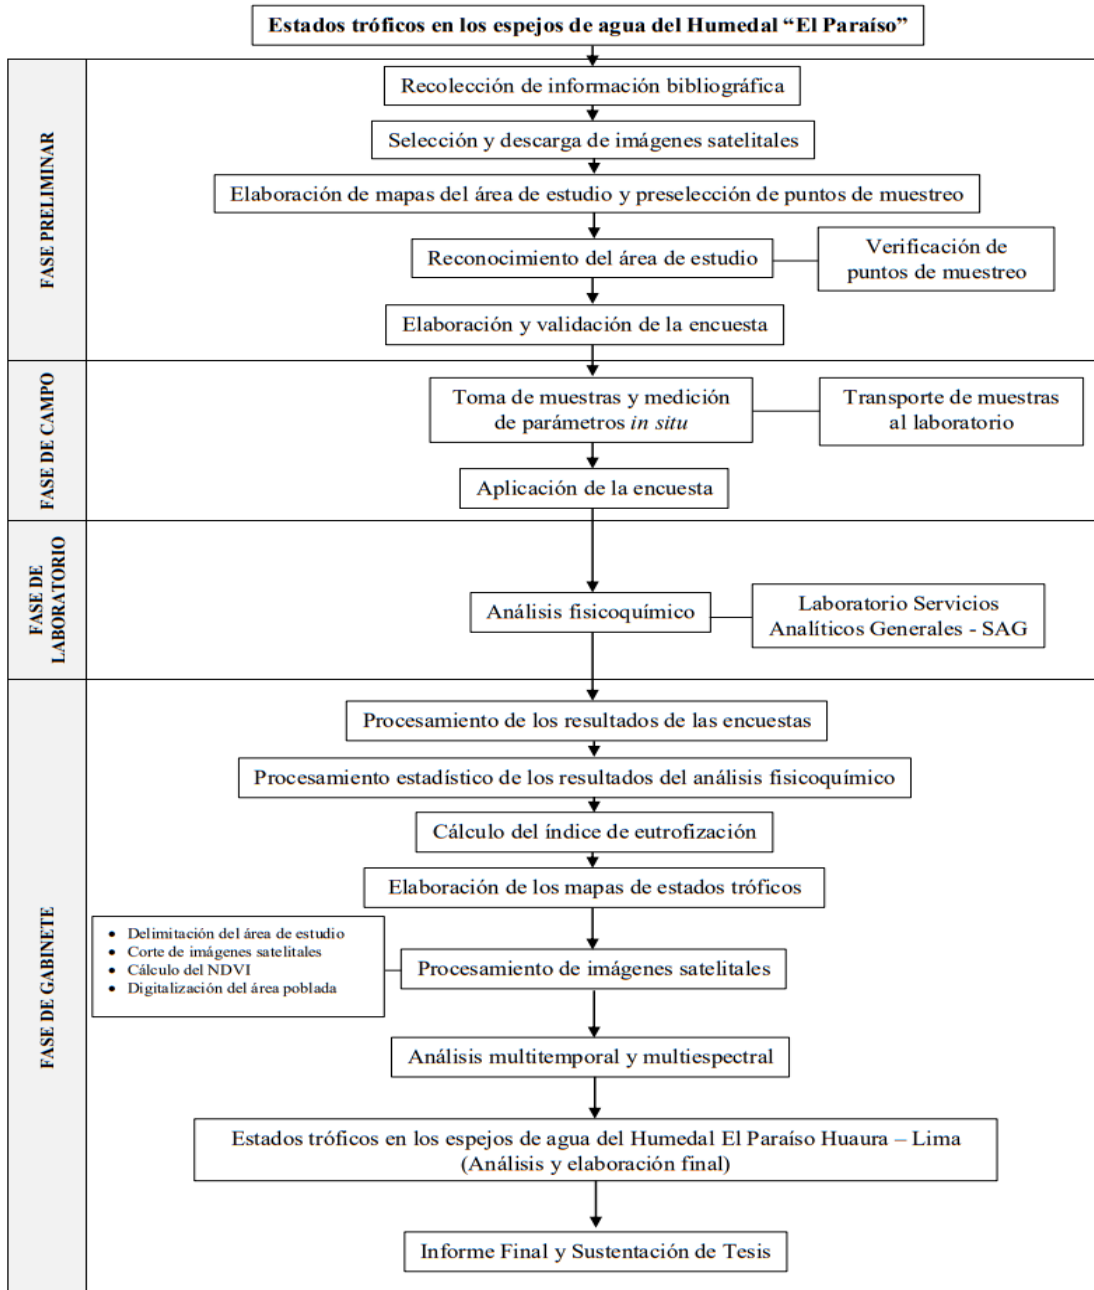 Estados tróficos en los espejos de agua del Humedal “El Paraíso”
FASE PRELIMINAR
Recolección de información bibliográfica
Selección y descarga de imágenes satelitales
Elaboración de mapas del área de estudio y preselección de puntos de muestreo
Reconocimiento del área de estudio
Verificación de
puntos de muestreo
Elaboración y validación de la encuesta
FASE DE CAMPO
Toma de muestras y medición
de parámetros in situ
Transporte de muestras
al laboratorio
Aplicación de la encuesta
FASE DE
LABORATORIO
Análisis fisicoquímico
Laboratorio Servicios
Analíticos Generales - SAG
FASE DE GABINETE
Procesamiento de los resultados de las encuestas
Procesamiento estadístico de los resultados del análisis fisicoquímico
Cálculo del índice de eutrofización
Elaboración de los mapas de estados tróficos
• Delimitación del área de estudio
• Corte de imágenes satelitales
• Cálculo del NDVI
• Digitalización del área poblada
Procesamiento de imágenes satelitales
Análisis multitemporal y multiespectral
Estados tróficos en los espejos de agua del Humedal El Paraíso Huaura – Lima
(Análisis y elaboración final)
Informe Final y Sustentación de Tesis